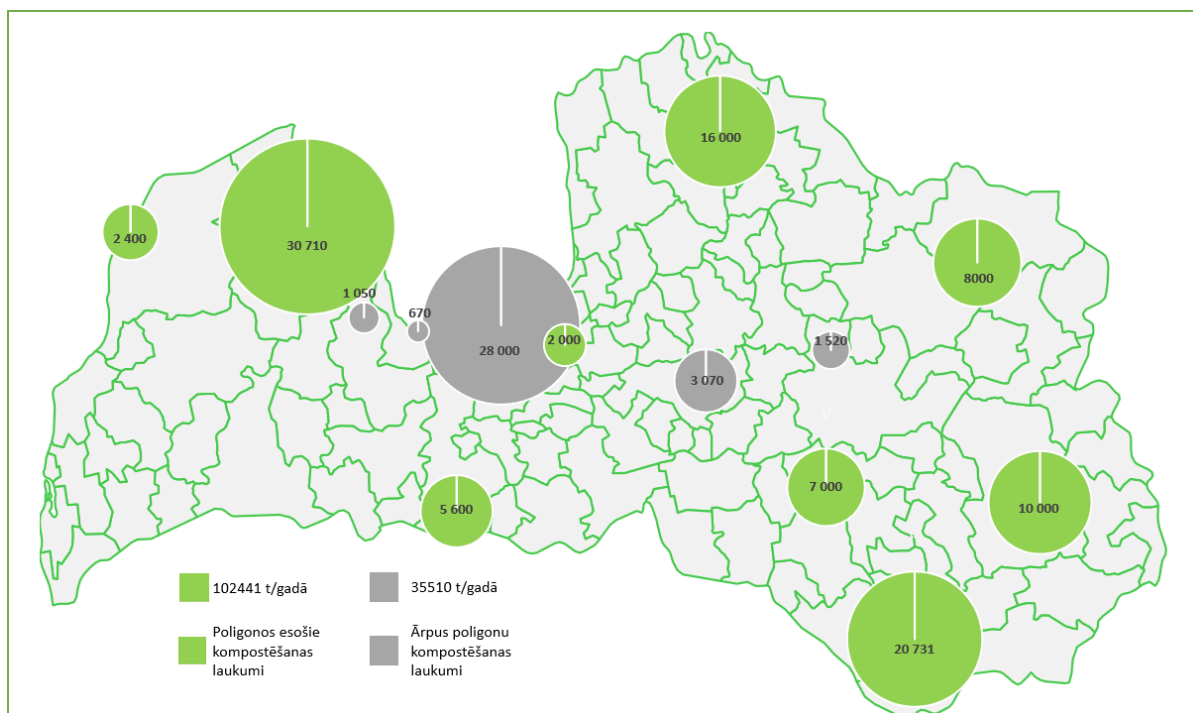 16 000
2 400
30 710
8000
1 050
670
28 000
2 000
1 520
3 070
7 000
5 600
10 000
20 731
102441 t/gadā
35510 t/gadā
Poligonos esošie
kompostēšanas
laukumi
Ārpus poligonu
kompostēšanas
laukumi